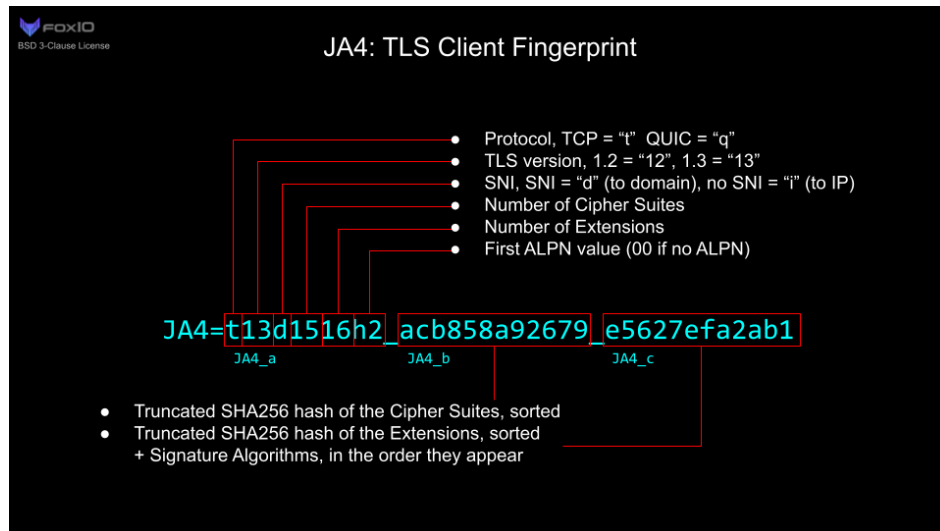 FOXIO
BSD 3-Clause License
JA4: TLS Client Fingerprint
● Protocol, TCP = “t” QUIC = “q”
● TLS version, 1.2 = “12”, 1.3 = “13”
● SNI, SNI = “d” (to domain), no SNI = “i” (to IP)
● Number of Cipher Suites
● Number of Extensions
● First ALPN value (00 if no ALPN)
JA4=t13d1516h2_acb858a92679_e5627efa2ab1
JA4_a JA4_b JA4_c
● Truncated SHA256 hash of the Cipher Suites, sorted
● Truncated SHA256 hash of the Extensions, sorted
+ Signature Algorithms, in the order they appear